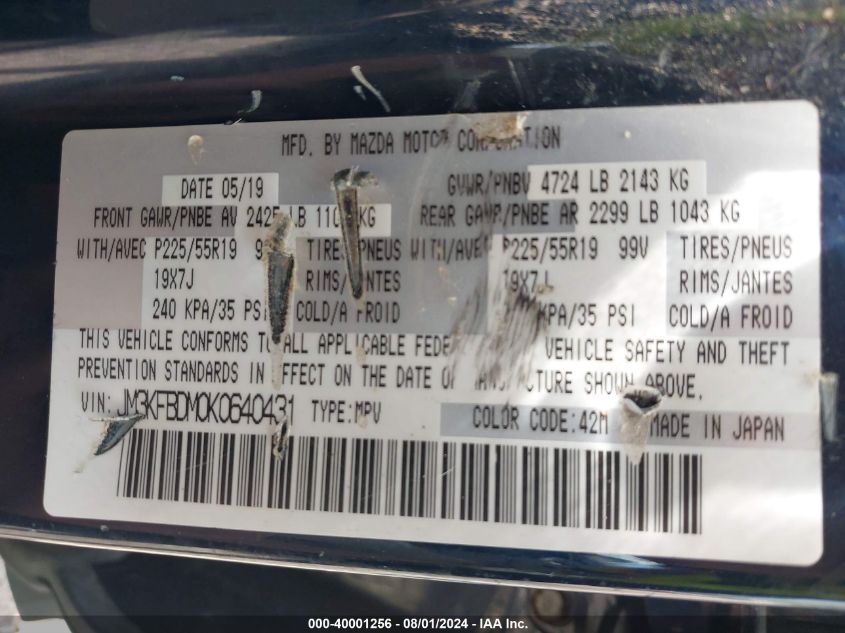 MFD. BY MAZDA MOTOR CORPORATION
DATE 05/19 GVWR/PNBV 4724 LB 2143 KG
FRONT GAWR/PNBE AV 2425 LB KG REAR GAWR/PNBE AR 2299 LB 1043 KG
WITH/AVEC P225/55R19 TIRES/PNEUS WITH/AVEC P225/55R19 99V TIRES/PNEUS
19X7J RIMS/JANTES 19X7J RIMS/JANTES
240 KPA/35 PSI COLD/A FROID KPA/35 PSI COLD/A FROID
THIS VEHICLE CONFORMS TO ALL APPLICABLE VEHICLE SAFETY AND THEFT
PREVENTION STANDARDS IN EFFECT ON THE DATE OF MANUFACTURE SHOWN ABOVE.
VIN: JM3KFBDM0K0640431 TYPE:MPV COLOR CODE:42M MADE IN JAPAN
000-40001256 - 08/01/2024 - IAA Inc.